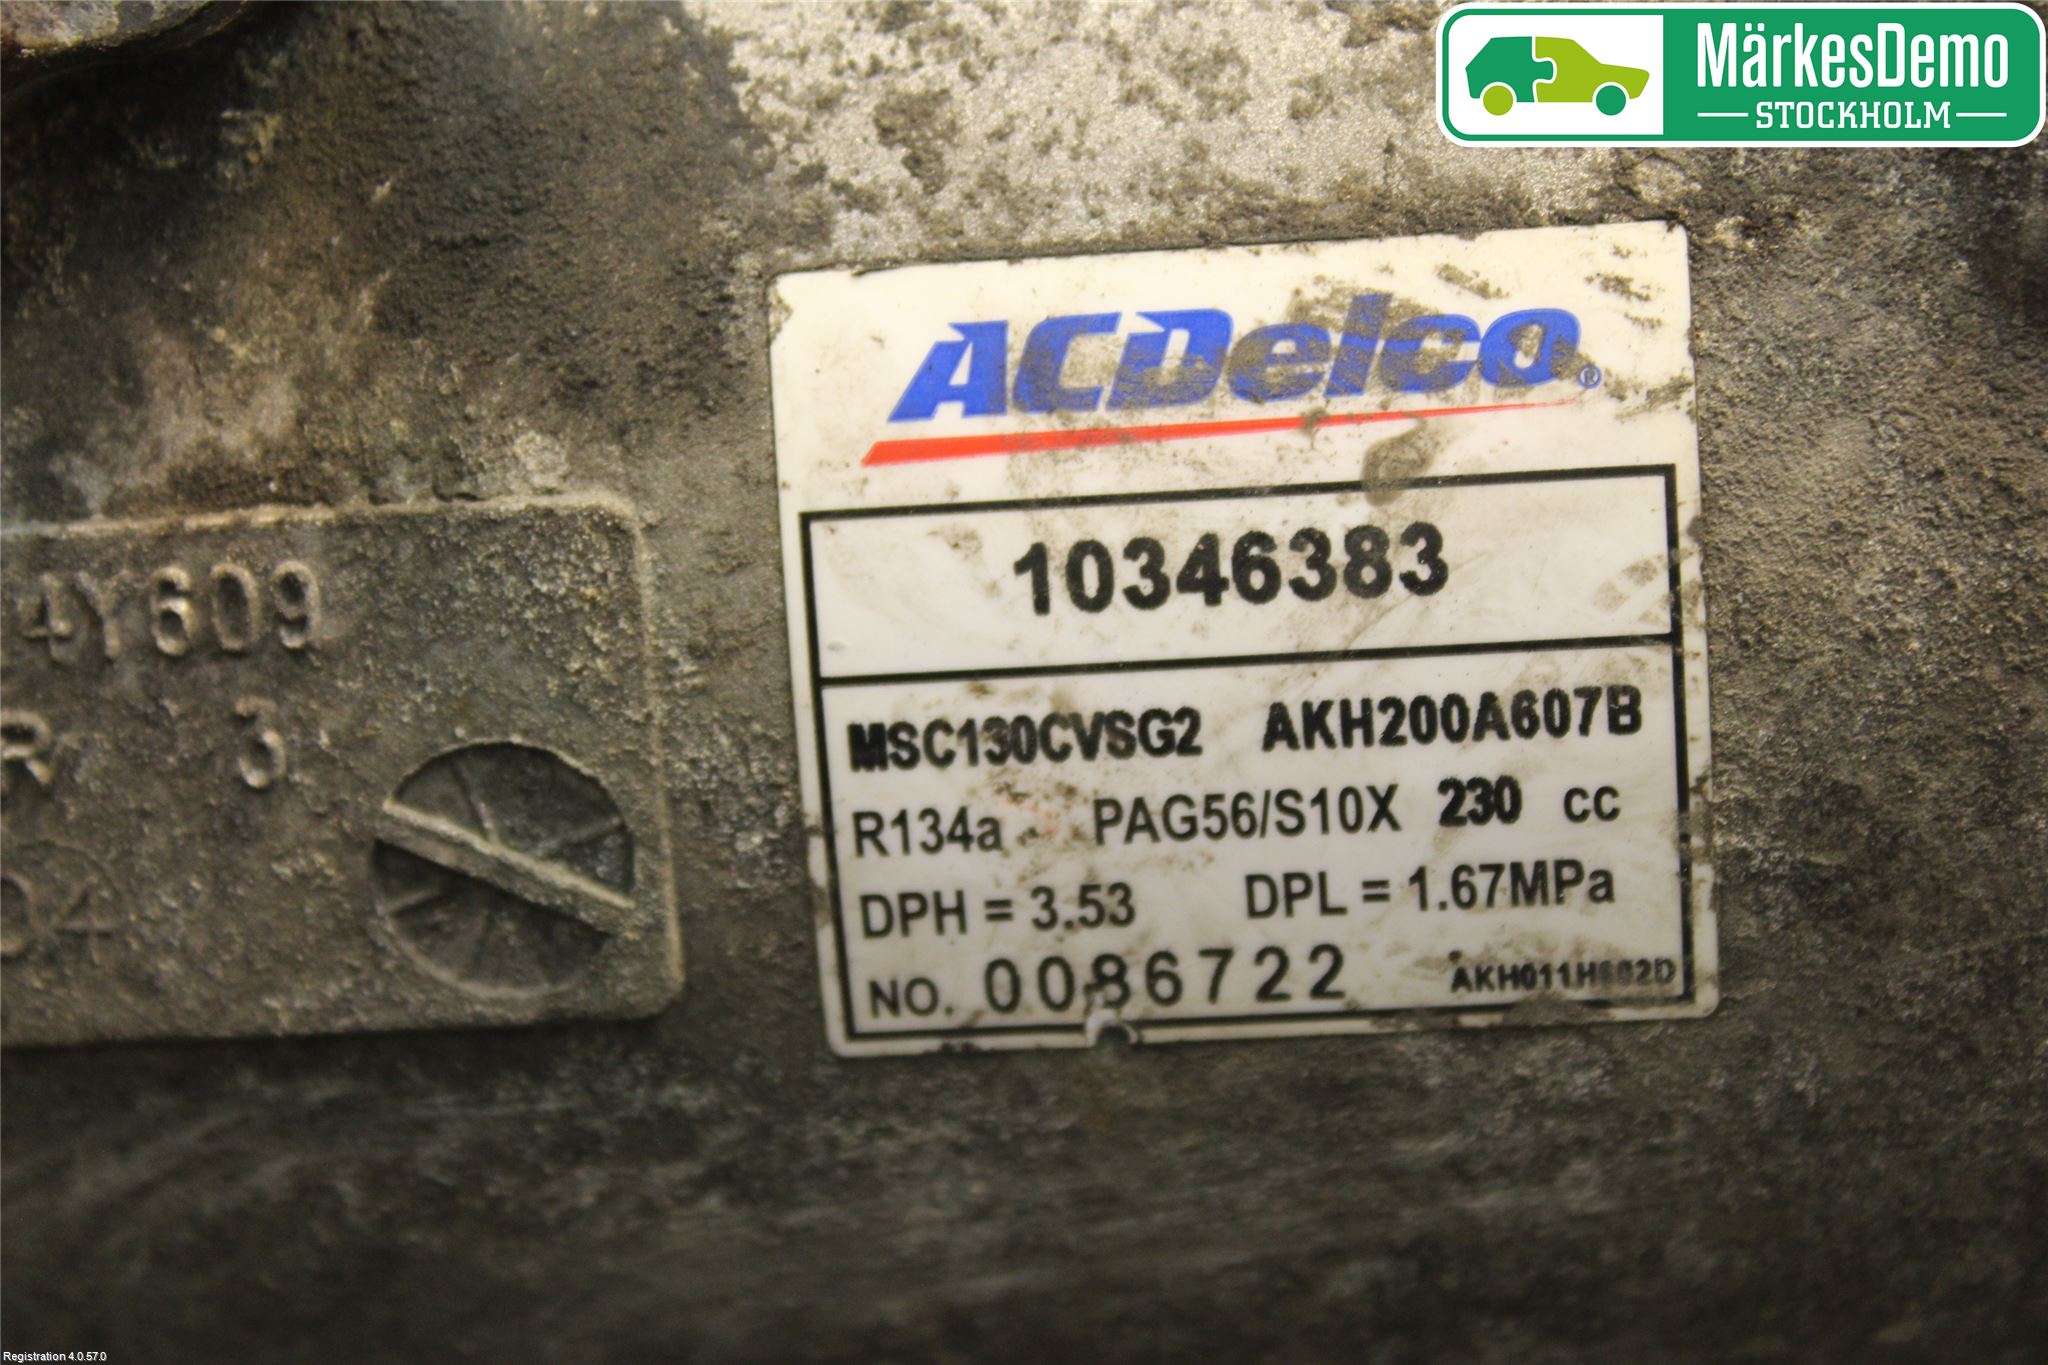 MärkesDemo
STOCKHOLM
ACDelco®
10346383
MSC130CVSG2 AKH200A607B
R134a PAG56/S10X 230 cc
DPH = 3.53 DPL = 1.67MPa
NO. 0086722
4Y609
R 3
04
Registration 4.0.57.0